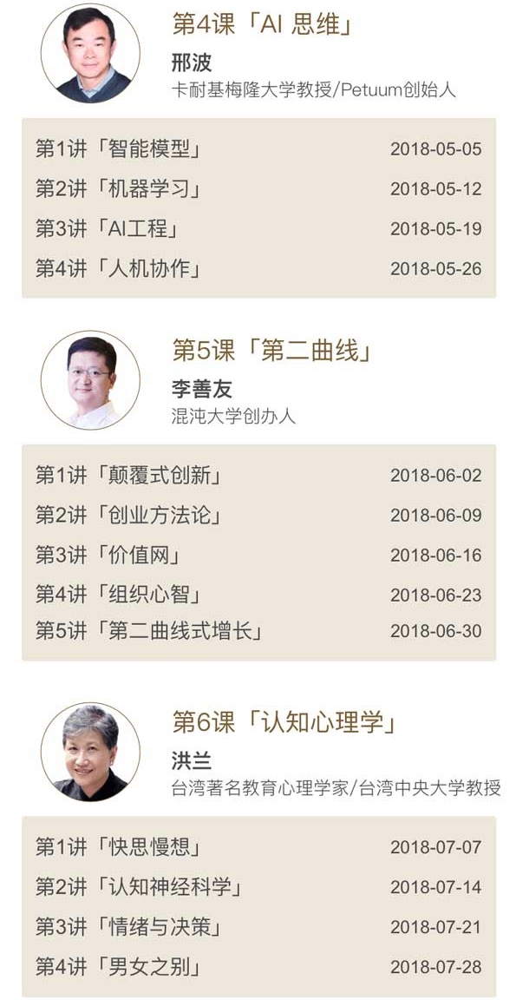 第4课「AI 思维」
邢波
卡耐基梅隆大学教授/Petuum创始人
第1讲「智能模型」 2018-05-05
第2讲「机器学习」 2018-05-12
第3讲「AI工程」 2018-05-19
第4讲「人机协作」 2018-05-26
第5课「第二曲线」
李善友
混沌大学创办人
第1讲「颠覆式创新」 2018-06-02
第2讲「创业方法论」 2018-06-09
第3讲「价值网」 2018-06-16
第4讲「组织心智」 2018-06-23
第5讲「第二曲线式增长」 2018-06-30
第6课「认知心理学」
洪兰
台湾著名教育心理学家/台湾中央大学教授
第1讲「快思慢想」 2018-07-07
第2讲「认知神经科学」 2018-07-14
第3讲「情绪与决策」 2018-07-21
第4讲「男女之别」 2018-07-28